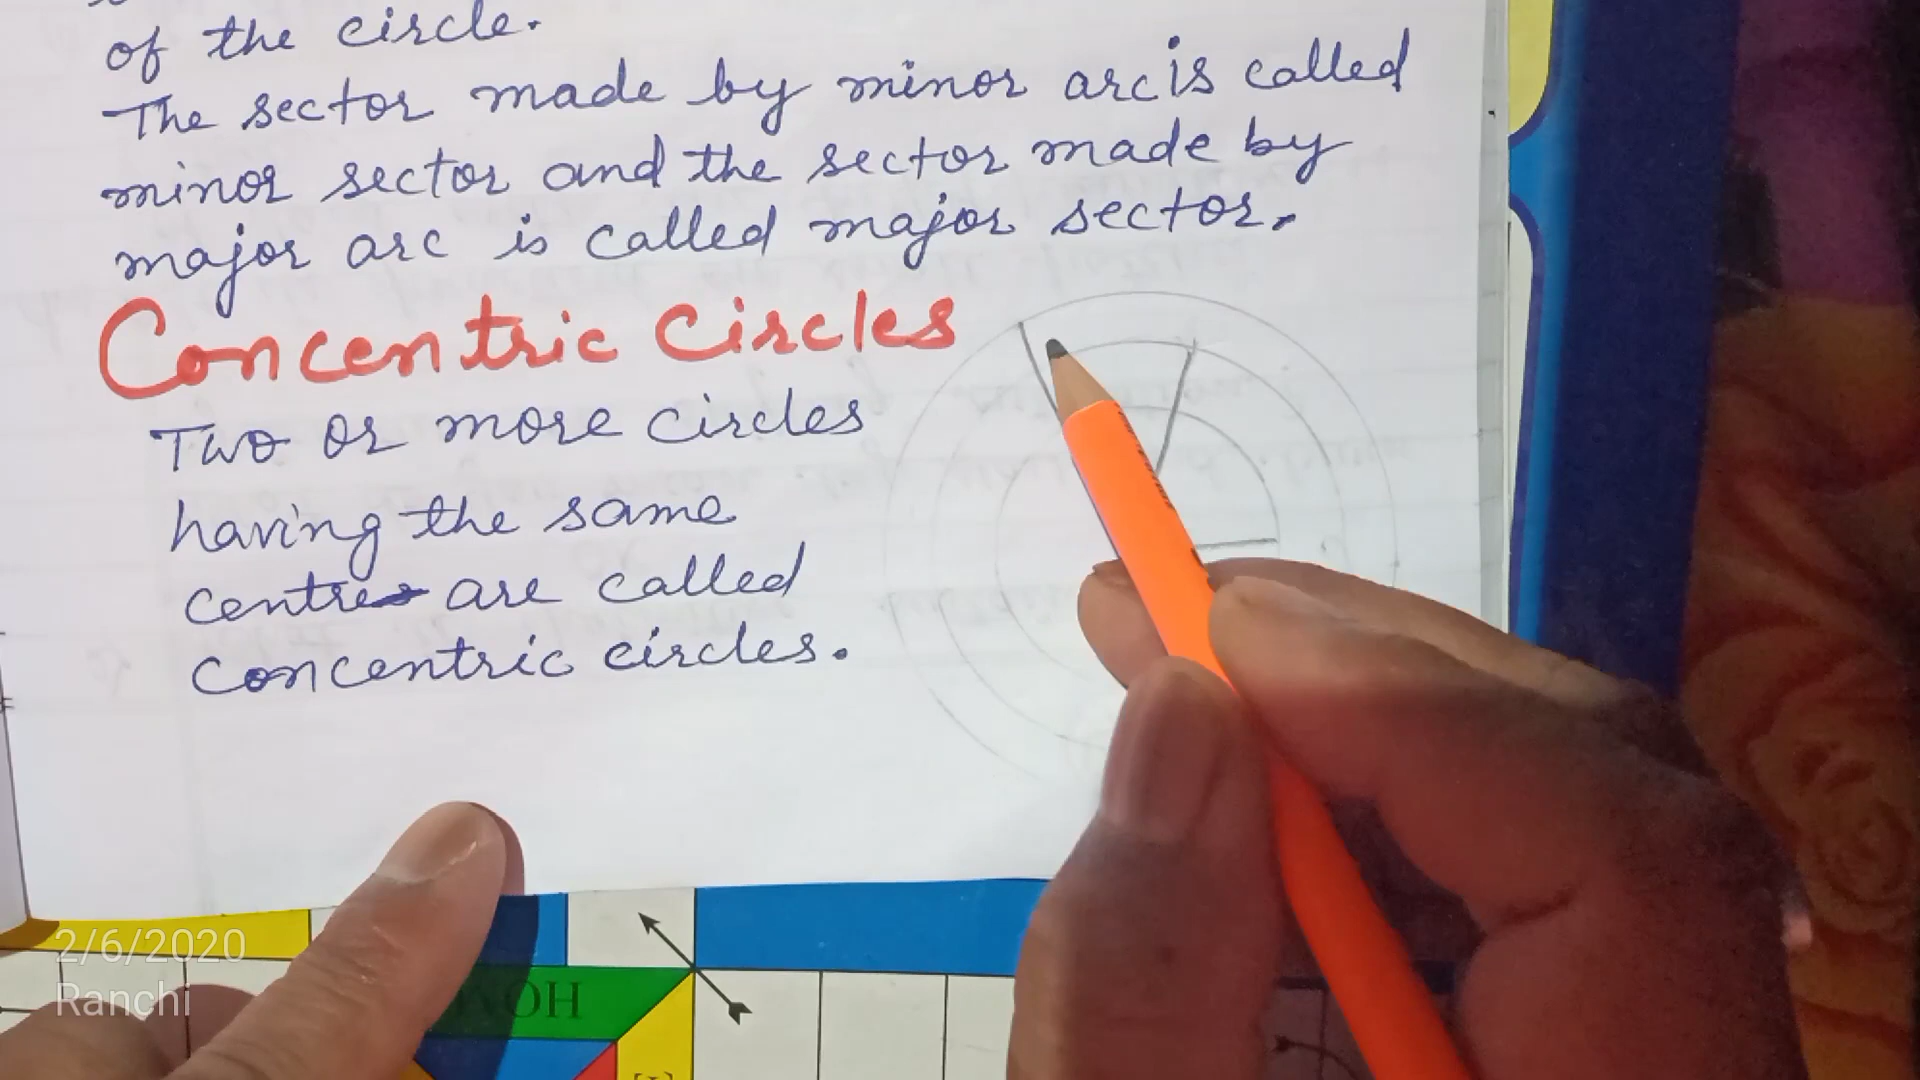 of the circle.
The sector made by minor arc is called
minor sector and the sector made by
major arc is called major sector.
Concentric Circles
Two or more circles
having the same
centre are called
concentric circles.
2/6/2020
Ranchi